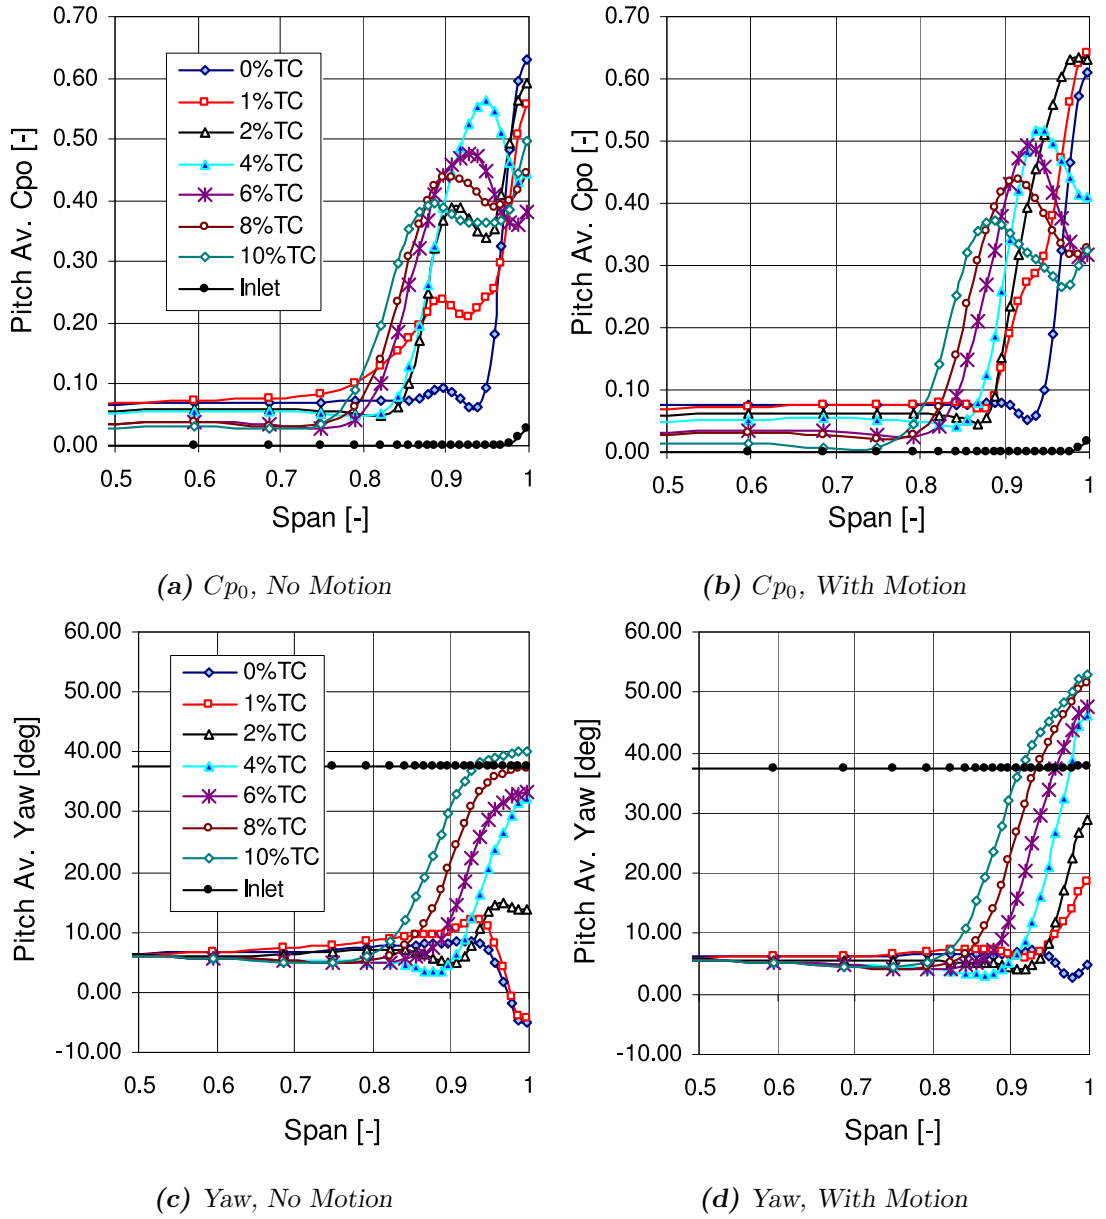 0.70
0.60
0.50
0.40
0.30
0.20
0.10
0.00
Pitch Av. Cpo [-]
0%TC
1%TC
2%TC
4%TC
6%TC
8%TC
10%TC
Inlet
0.5 0.6 0.7 0.8 0.9 1
Span [-]
(a) Cp0, No Motion
0.70
0.60
0.50
0.40
0.30
0.20
0.10
0.00
Pitch Av. Cpo [-]
0.5 0.6 0.7 0.8 0.9 1
Span [-]
(b) Cp0, With Motion
60.00
50.00
40.00
30.00
20.00
10.00
0.00
-10.00
Pitch Av. Yaw [deg]
0%TC
1%TC
2%TC
4%TC
6%TC
8%TC
10%TC
Inlet
0.5 0.6 0.7 0.8 0.9 1
Span [-]
(c) Yaw, No Motion
60.00
50.00
40.00
30.00
20.00
10.00
0.00
-10.00
Pitch Av. Yaw [deg]
0.5 0.6 0.7 0.8 0.9 1
Span [-]
(d) Yaw, With Motion